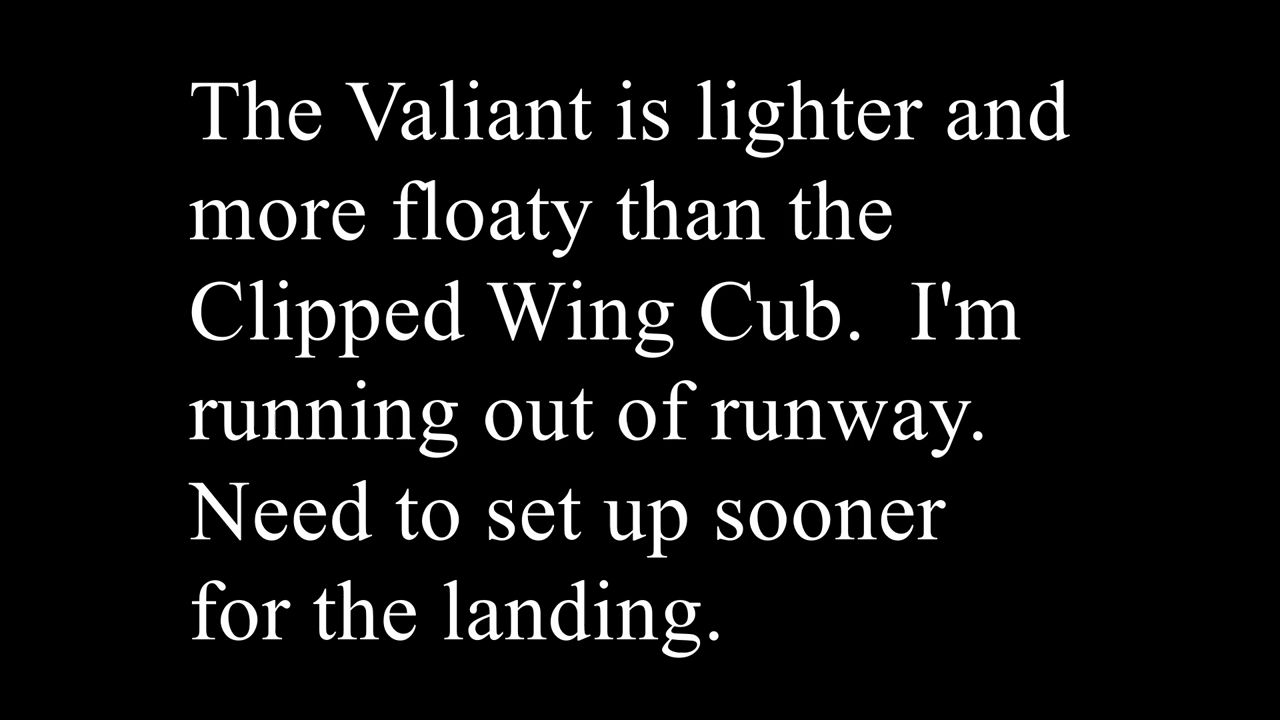 The Valiant is lighter and
more floaty than the
Clipped Wing Cub.  I'm
running out of runway.
Need to set up sooner
for the landing.